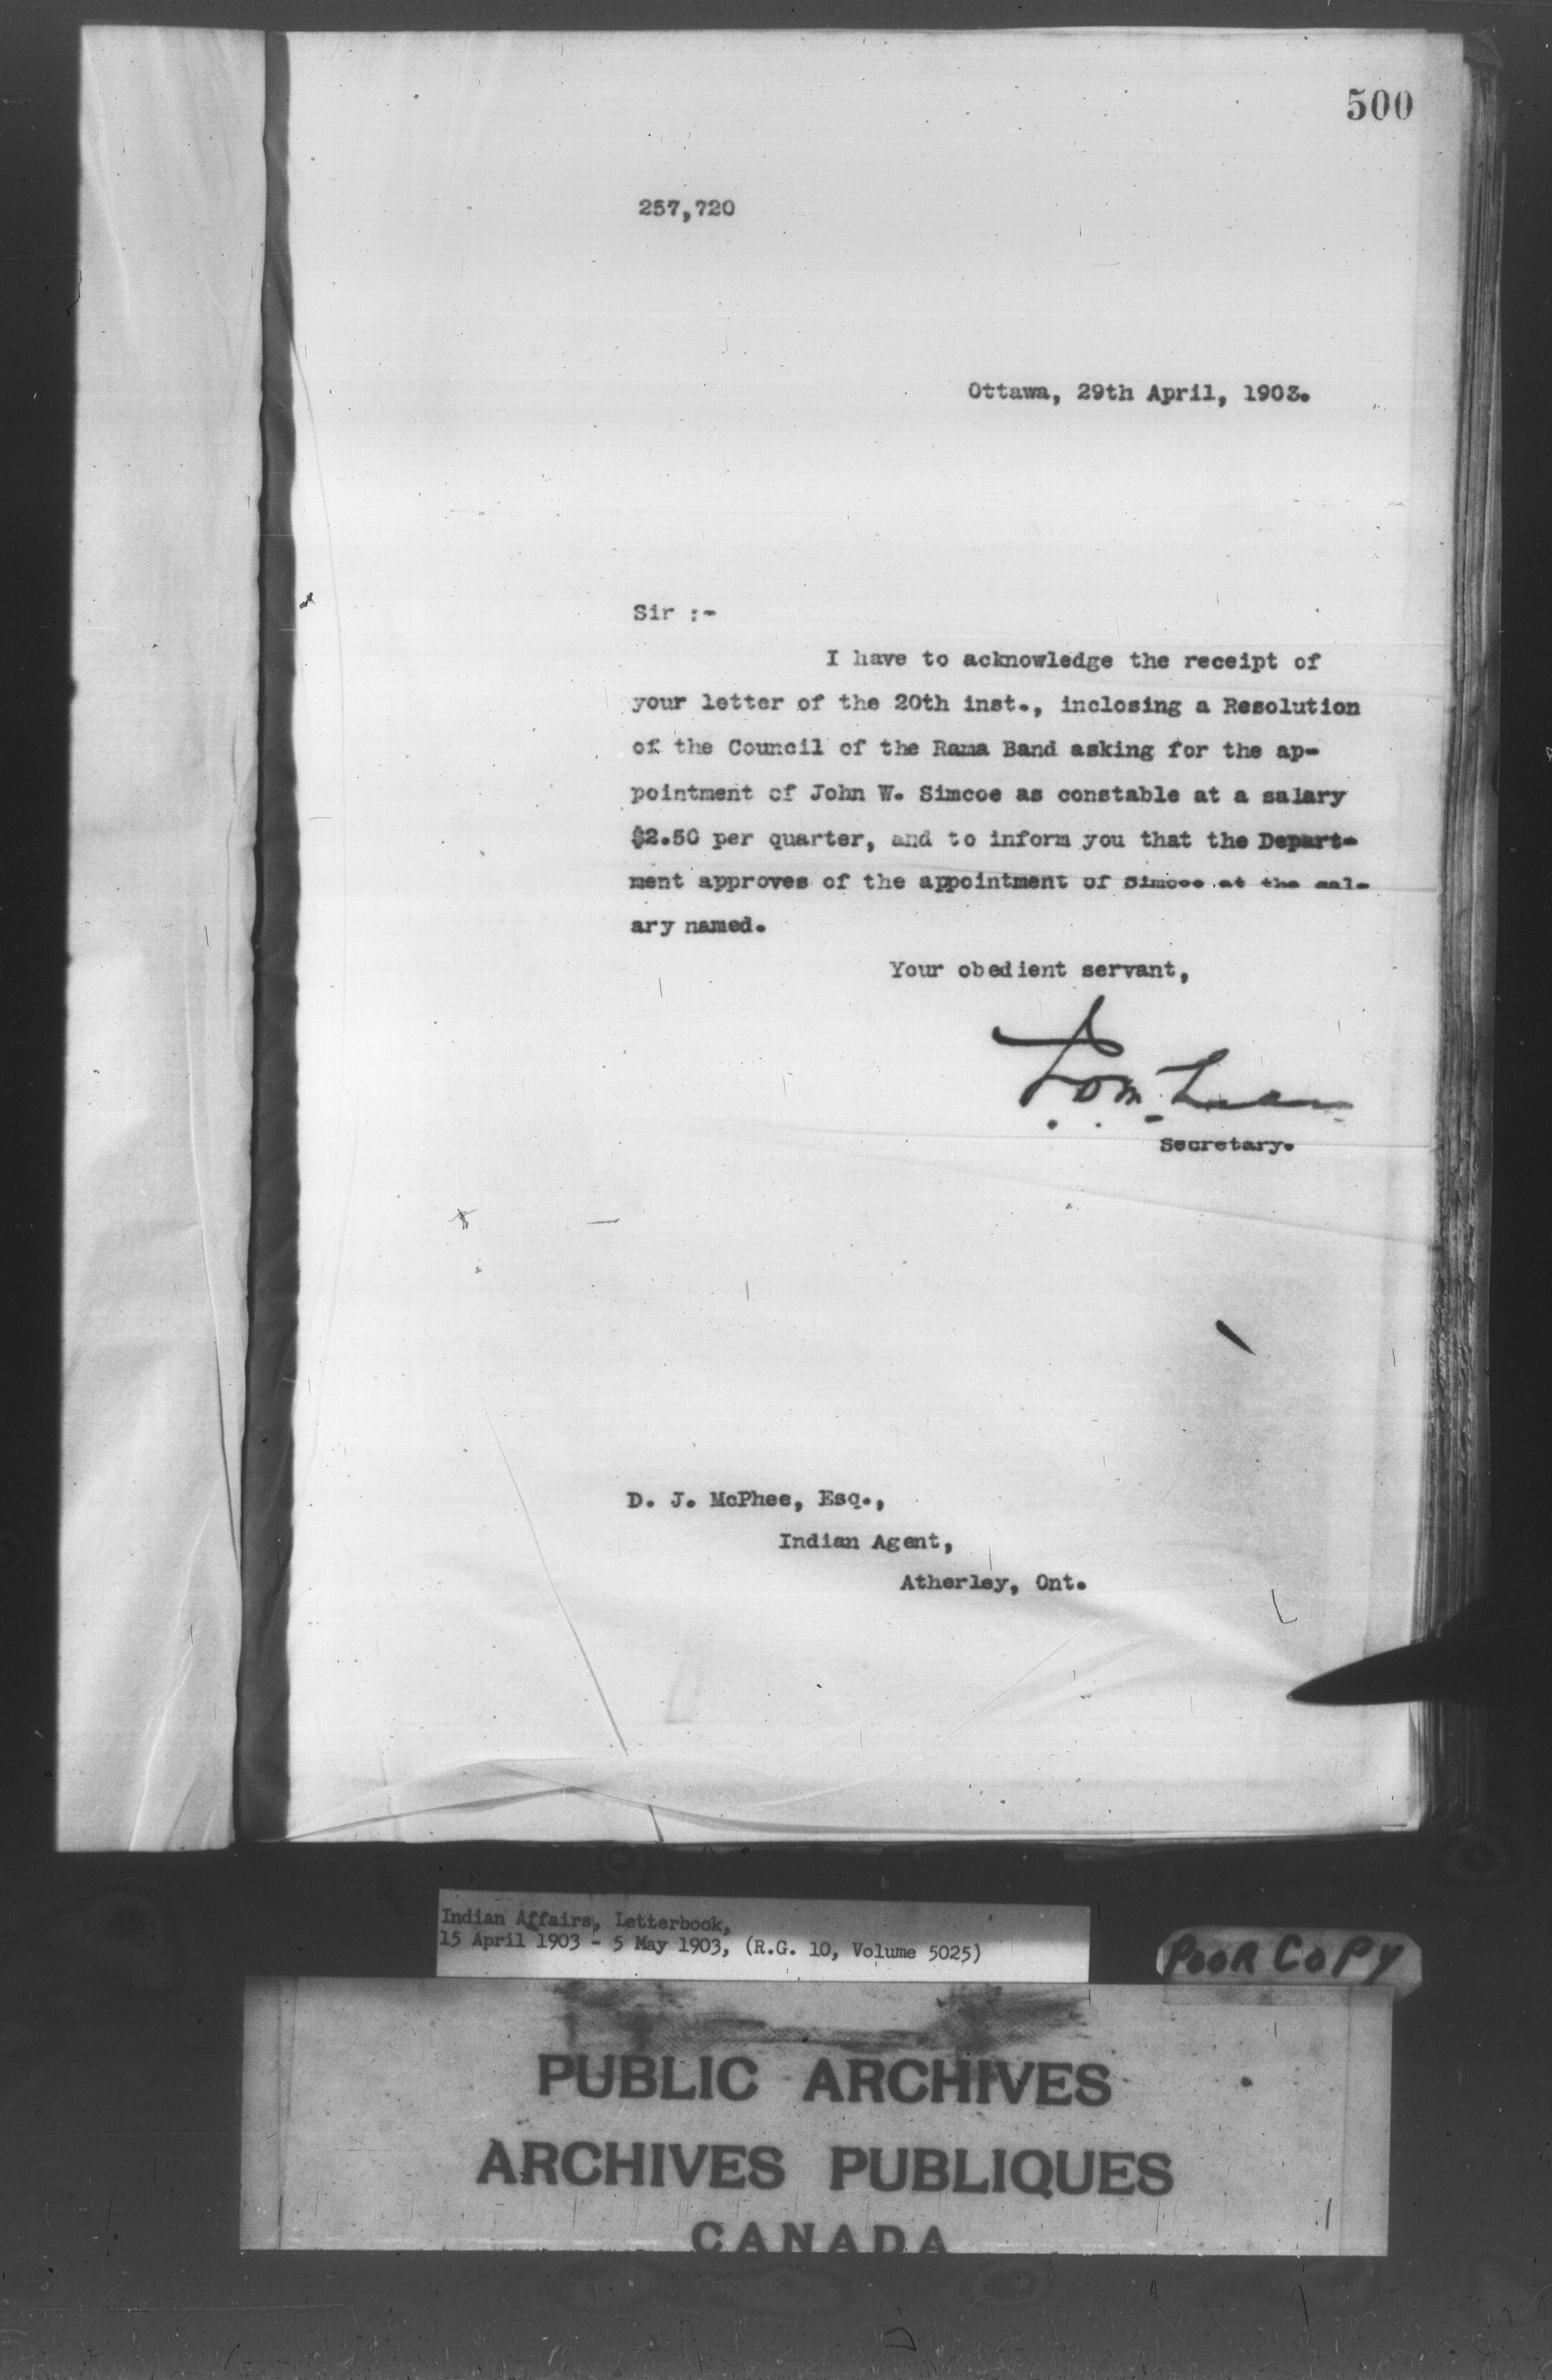 500
257,720
Ottawa, 29th April, 1903.
Sir :-
I have to acknowledge the receipt of
your letter of the 20th inst., inclosing a Resolution
of the Council of the Rama Band asking for the ap-
pointment of John W. Simcoe as constable at a salary
$2.50 per quarter, and to inform you that the Depart-
ment approves of the appointment of Simcoe at the sal-
ary named.
Your obedient servant,
Secretary.
D. J. McPhee, Esq.,
Indian Agent,
Atherley, Ont.
Indian Affairs, Letterbook,
15 April 1903 - 5 May 1903, (R.G. 10, Volume 5025)
POOR COPY
PUBLIC ARCHIVES
ARCHIVES PUBLIQUES
CANADA